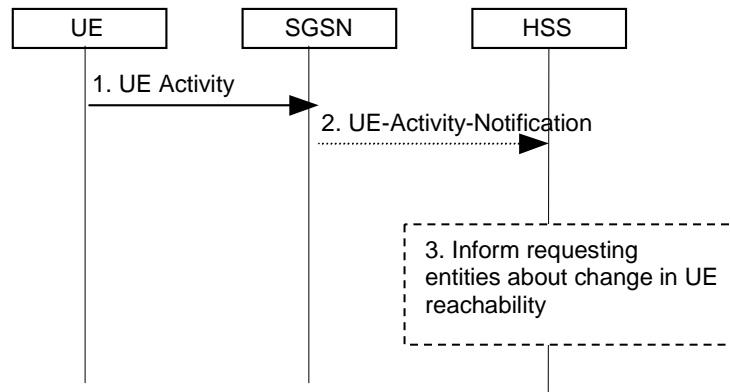 UE
SGSN
HSS
1. UE Activity
2. UE-Activity-Notification
3. Inform requesting
entities about change in UE
reachability